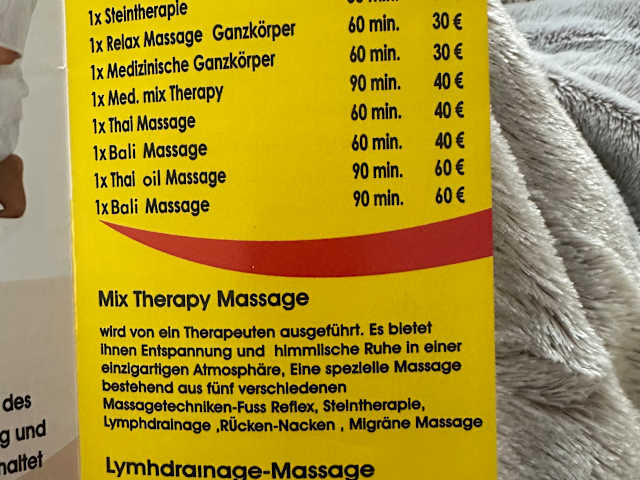 1x Steintherapie
1x Relax Massage Ganzkörper 60 min. 30 €
1x Medizinische Ganzkörper 60 min. 30 €
1x Med. mix Therapy 90 min. 40 €
1x Thai Massage 60 min. 40 €
1x Bali Massage 60 min. 40 €
1x Thai oil Massage 90 min. 60 €
1x Bali Massage 90 min. 60 €
Mix Therapy Massage
wird von ein Therapeuten ausgeführt. Es bietet
Ihnen Entspannung und himmlische Ruhe in einer
einzigartigen Atmosphäre, Eine spezielle Massage
bestehend aus fünf verschiedenen
Massagetechniken-Fuss Reflex, Steintherapie,
Lymphdrainage ,RÜcken-Nacken , Migräne Massage
Lymhdrainage-Massage
des
g und
haltet